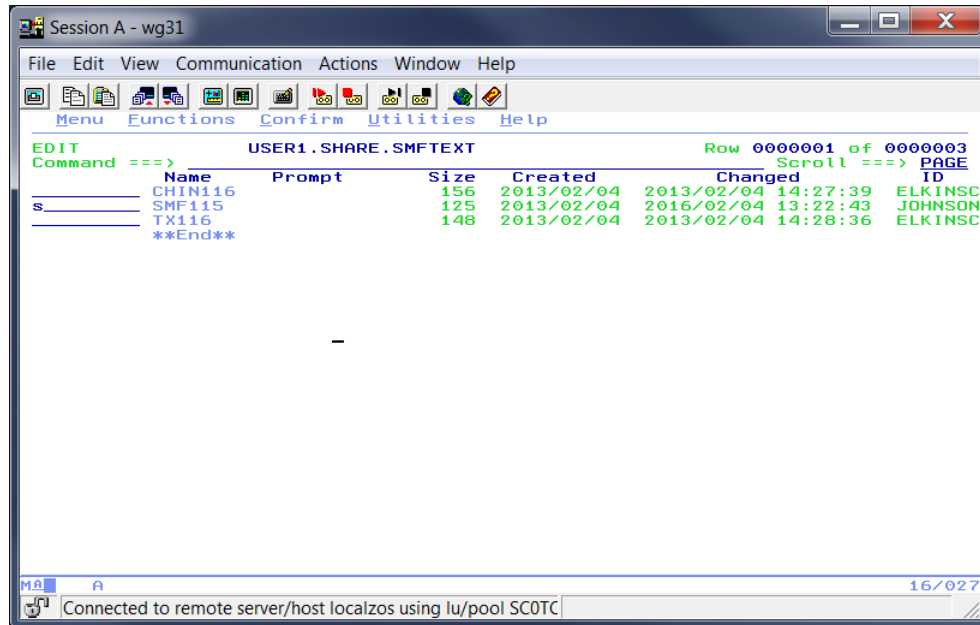 Session A - wg31
File Edit View Communication Actions Window Help
Menu Functions Confirm Utilities Help
EDIT USER1.SHARE.SMFTEXT Row 0000001 of 0000003
Command ===> Scroll ===> PAGE
Name Prompt Size Created Changed ID
CHIN116 156 2013/02/04 2013/02/04 14:27:39 ELKINSC
s SMF115 125 2013/02/04 2016/02/04 13:22:43 JOHNSON
TX116 148 2013/02/04 2013/02/04 14:28:36 ELKINSC
**End**
MA A 16/027
Connected to remote server/host localzos using lu/pool SC0TC